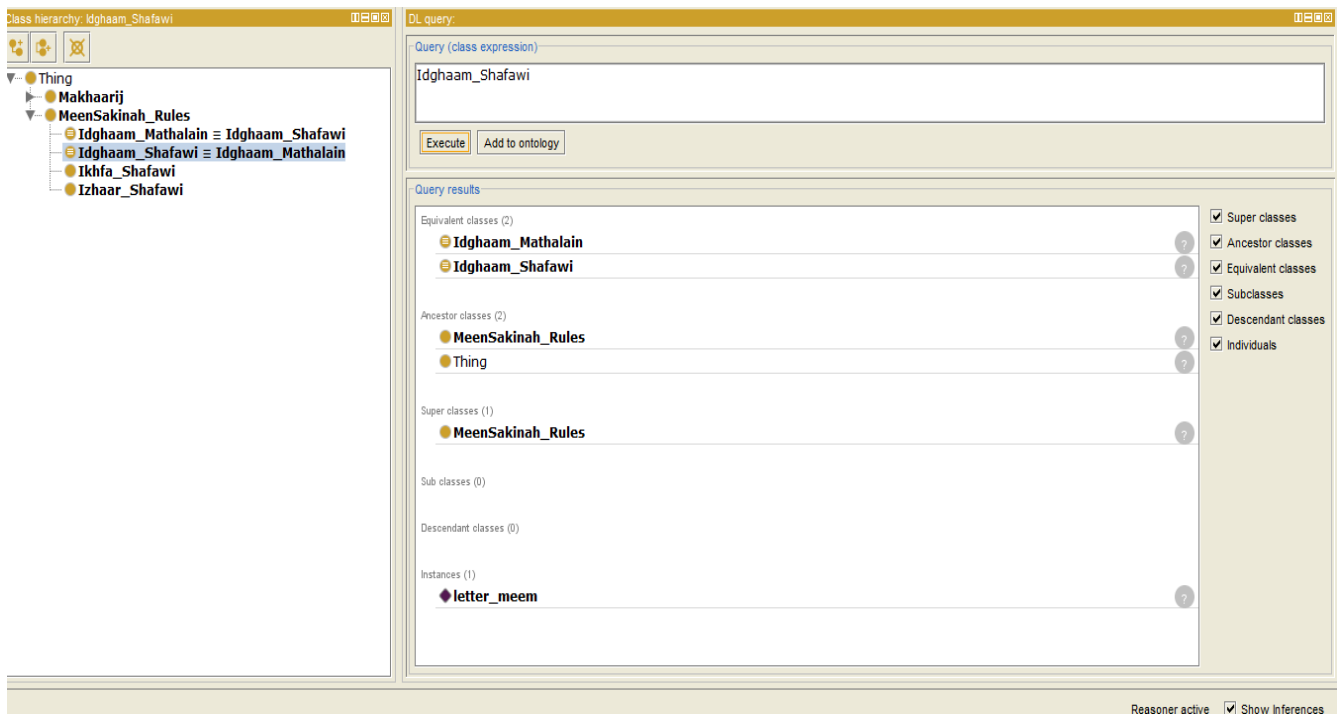 Class hierarchy: Idghaam_Shafawi
Thing
Makhaarij
MeenSakinah_Rules
Idghaam_Mathalain ≡ Idghaam_Shafawi
Idghaam_Shafawi ≡ Idghaam_Mathalain
Ikhfa_Shafawi
Izhaar_Shafawi
DL query:
Query (class expression)
Idghaam_Shafawi
Execute Add to ontology
Query results
Equivalent classes (2)
Idghaam_Mathalain ?
Idghaam_Shafawi ?
Ancestor classes (2)
MeenSakinah_Rules ?
Thing ?
Super classes (1)
MeenSakinah_Rules ?
Sub classes (0)
Descendant classes (0)
Instances (1)
letter_meem ?
Super classes
Ancestor classes
Equivalent classes
Subclasses
Descendant classes
Individuals
Reasoner active Show Inferences